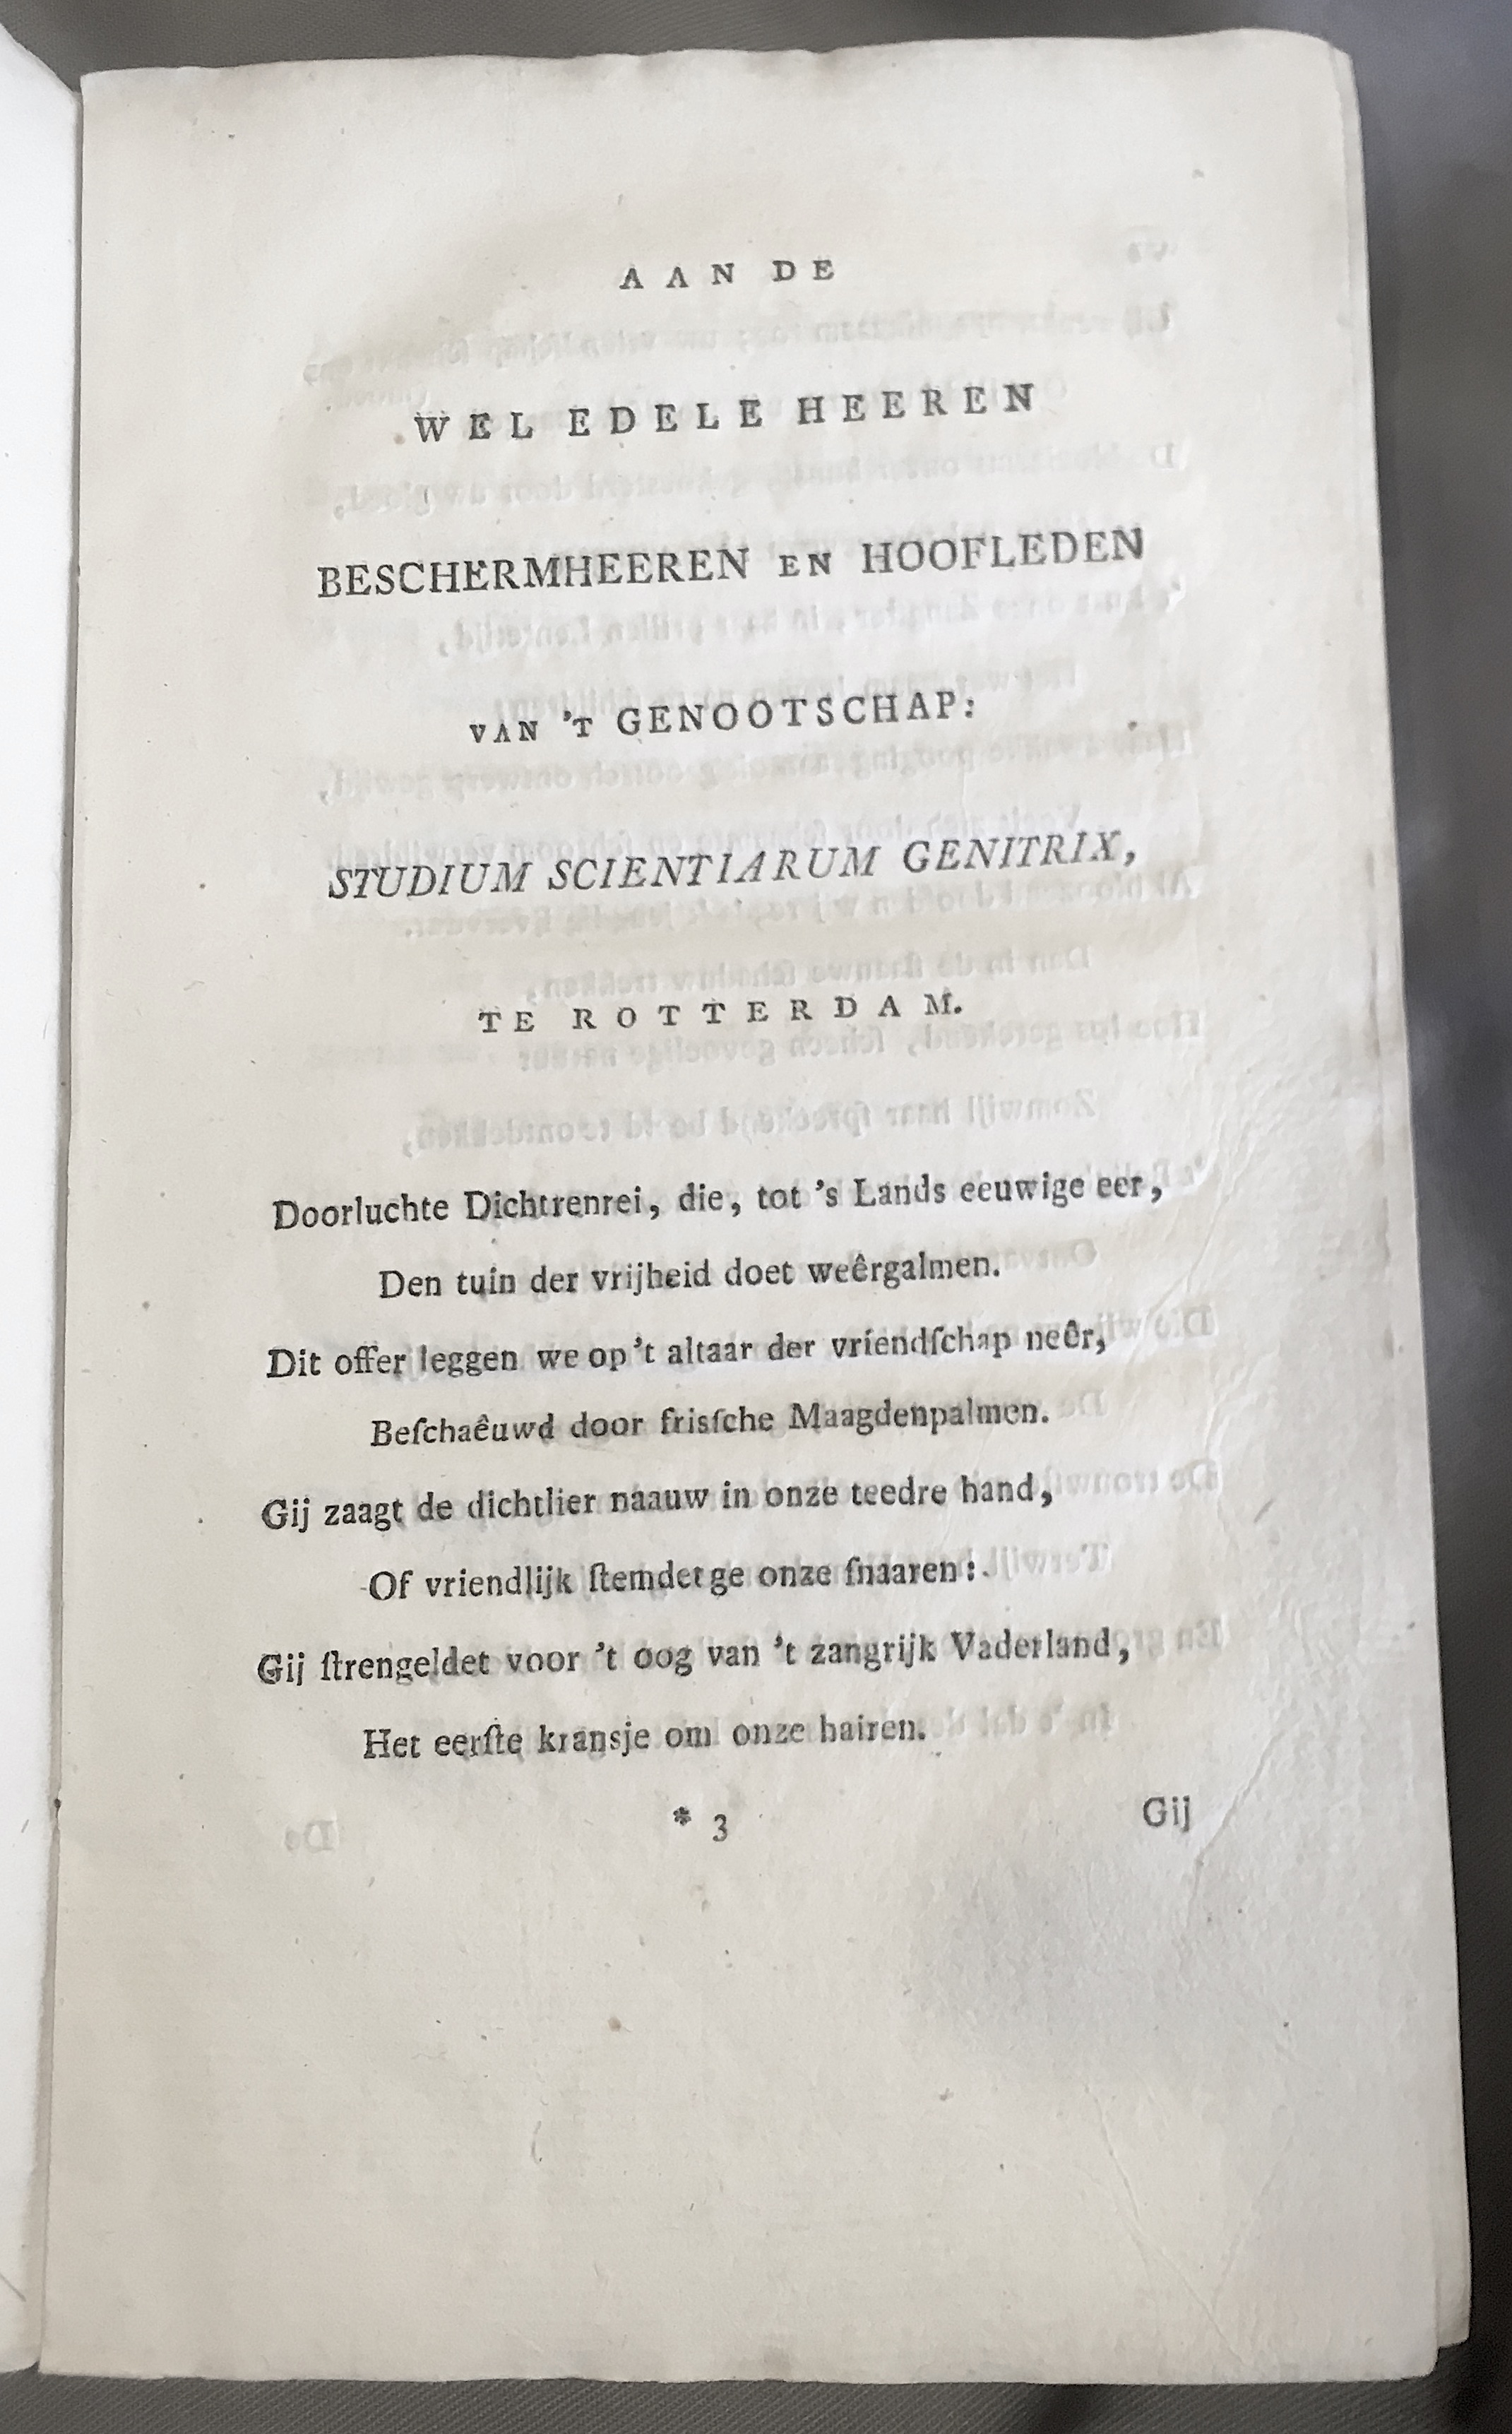 AAN DE
WEL EDELE HEEREN
BESCHERMHEEREN EN HOOFLEDEN
VAN 'T GENOOTSCHAP:
STUDIUM SCIENTIARUM GENITRIX,
TE ROTTERDAM.
Doorluchte Dichtrenrei, die, tot 's Lands eeuwige eer,
Den tuin der vrijheid doet weêrgalmen.
Dit offer leggen we op 't altaar der vriendſchap neêr,
Beſchaêuwd door frisſche Maagdenpalmen.
Gij zaagt de dichtlier naauw in onze teedre hand,
Of vriendlijk ſtemdet ge onze ſnaaren:
Gij ſtrengeldet voor 't oog van 't zangrijk Vaderland,
Het eerſte kransje om onze hairen.
* 3 Gij